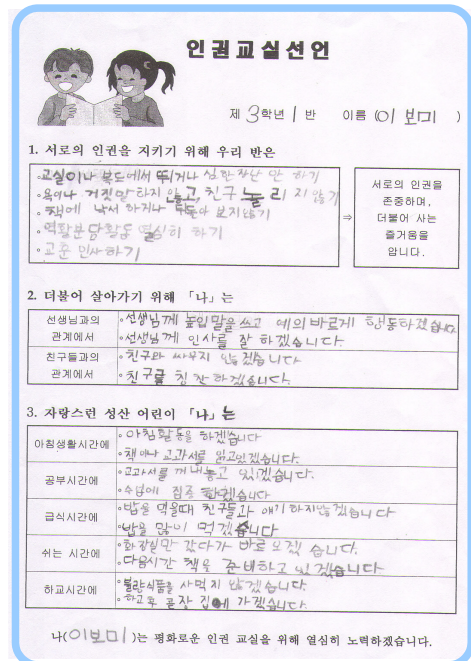 인권교실선언
제 3학년 1 반 이름 (이 보미 )
1. 서로의 인권을 지키기 위해 우리 반은
◦교실이나 복도에서 뛰거나 심한 장난 안 하기
◦욕이나 거짓말하지 않고, 친구 놀리지 않기
◦책에 낙서 하거나 찢지 않기
◦역활분담활동 열심히 하기
◦교훈 인사하기
⇒
서로의 인권을
존중하며,
더불어 사는
즐거움을
압니다.
2. 더불어 살아가기 위해 「나」는
선생님과의
관계에서
◦선생님께 높임말을 쓰고 예의바르게 행동하겠습니다.
◦선생님께 인사를 잘 하겠습니다.
친구들과의
관계에서
◦친구와 싸우지 않겠습니다
◦친구를 칭찬하겠습니다.
3. 자랑스런 성산 어린이 「나」는
아침생활시간에
◦아침활동을 하겠습니다
◦책이나 교과서를 읽고있겠습니다.
공부시간에
◦교과서를 꺼내놓고 있겠습니다.
◦수업에 집중 하겠습니다
급식시간에
◦밥을 먹을때 친구들과 얘기하지않겠습니다
◦밥을 많이 먹겠습니다
쉬는 시간에
◦화장실만 갔다가 바로 오겠습니다.
◦다음시간 책을 준비하고 있겠습니다.
하교시간에
◦불량식품을 사먹지 않겠습니다.
◦하교 후 곧장 집에 가겠습니다.
나(이보미)는 평화로운 인권 교실을 위해 열심히 노력하겠습니다.